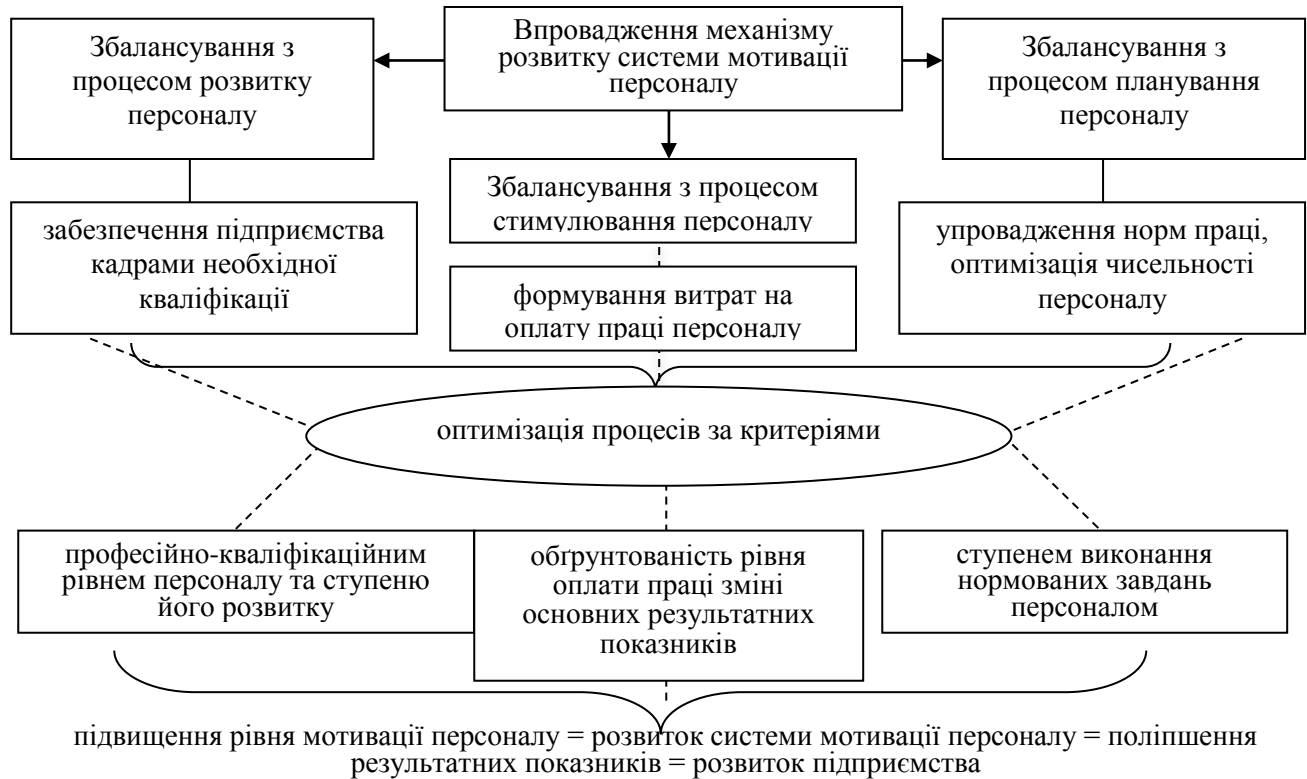 Збалансування з
процесом розвитку
персоналу
Впровадження механізму
розвитку системи мотивації
персоналу
Збалансування з
процесом планування
персоналу
Збалансування з процесом
стимулювання персоналу
забезпечення підприємства
кадрами необхідної
кваліфікації
формування витрат на
оплату праці персоналу
упровадження норм праці,
оптимізація чисельності
персоналу
оптимізація процесів за критеріями
професійно-кваліфікаційним
рівнем персоналу та ступеню
його розвитку
обґрунтованість рівня
оплати праці зміні
основних результатних
показників
ступенем виконання
нормованих завдань
персоналом
підвищення рівня мотивації персоналу = розвиток системи мотивації персоналу = поліпшення
результатних показників = розвиток підприємства